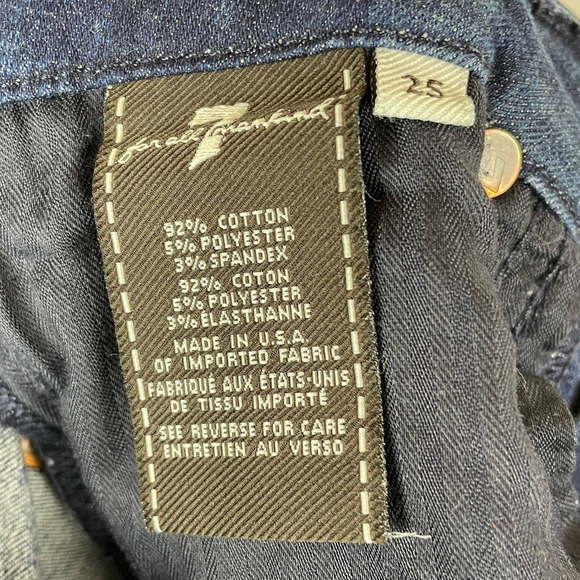 7
for all mankind
25
92% COTTON
5% POLYESTER
3% SPANDEX
92% COTON
5% POLYESTER
3% ELASTHANNE
MADE IN U.S.A.
OF IMPORTED FABRIC
FABRIQUÉ AUX ÉTATS-UNIS
DE TISSU IMPORTÉ
SEE REVERSE FOR CARE
ENTRETIEN AU VERSO